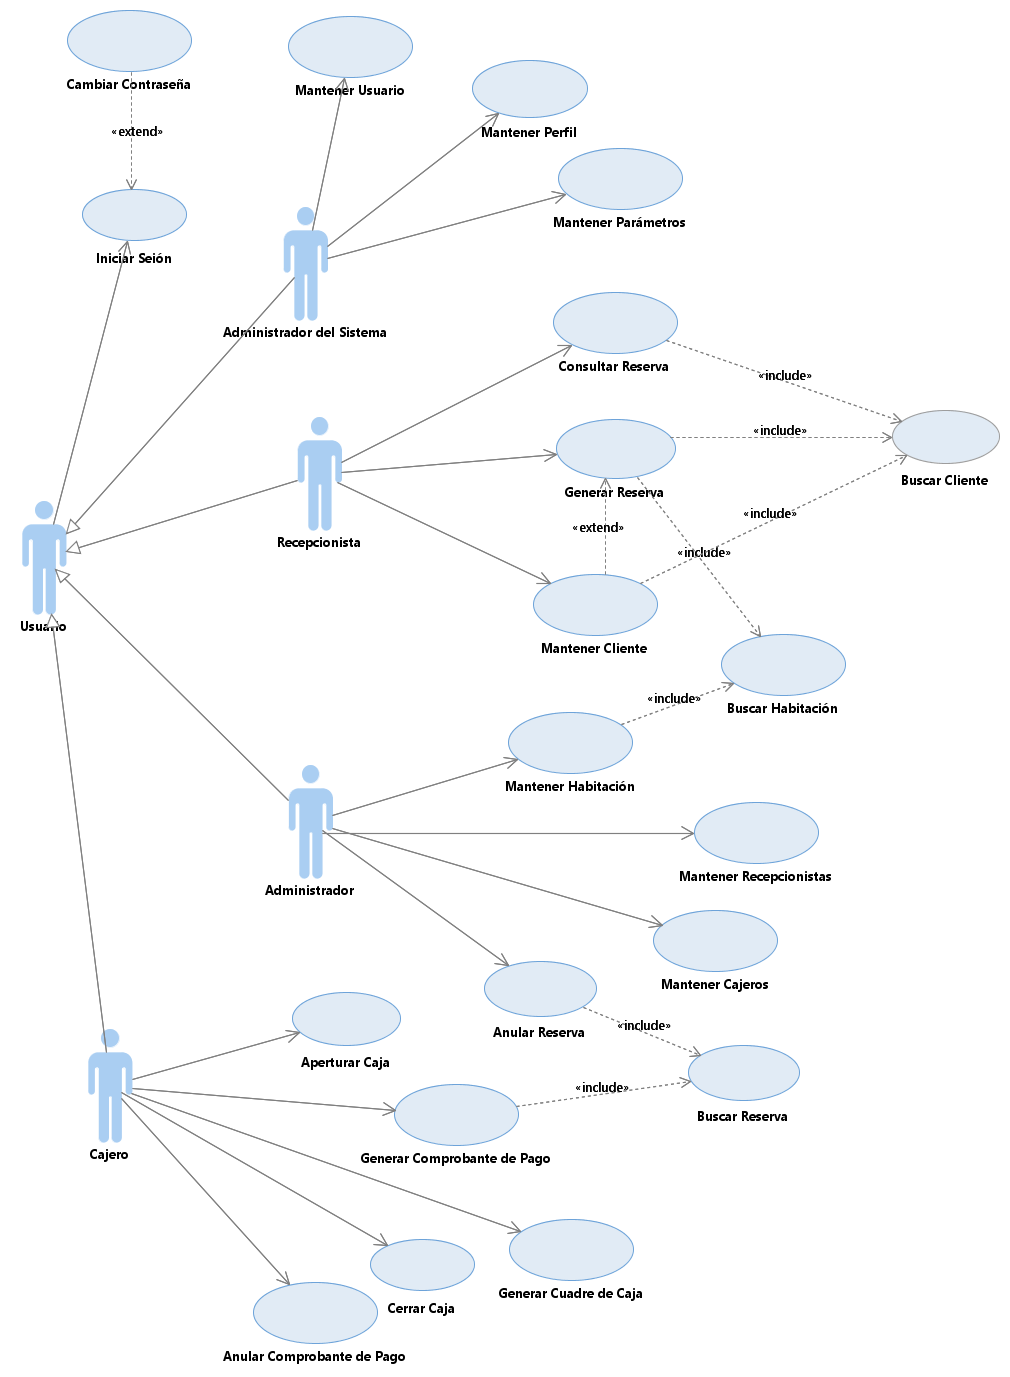 Cambiar Contraseña
Mantener Usuario
«extend»
Mantener Perfil
Mantener Parámetros
Iniciar Seión
Administrador del Sistema
Consultar Reserva
«include»
«include»
Buscar Cliente
Generar Reserva
«include»
«extend»
Recepcionista
«include»
Usuario
Mantener Cliente
«include»
Buscar Habitación
Mantener Habitación
Mantener Recepcionistas
Administrador
Mantener Cajeros
Anular Reserva
«include»
Aperturar Caja
«include»
Buscar Reserva
Cajero
Generar Comprobante de Pago
Generar Cuadre de Caja
Cerrar Caja
Anular Comprobante de Pago